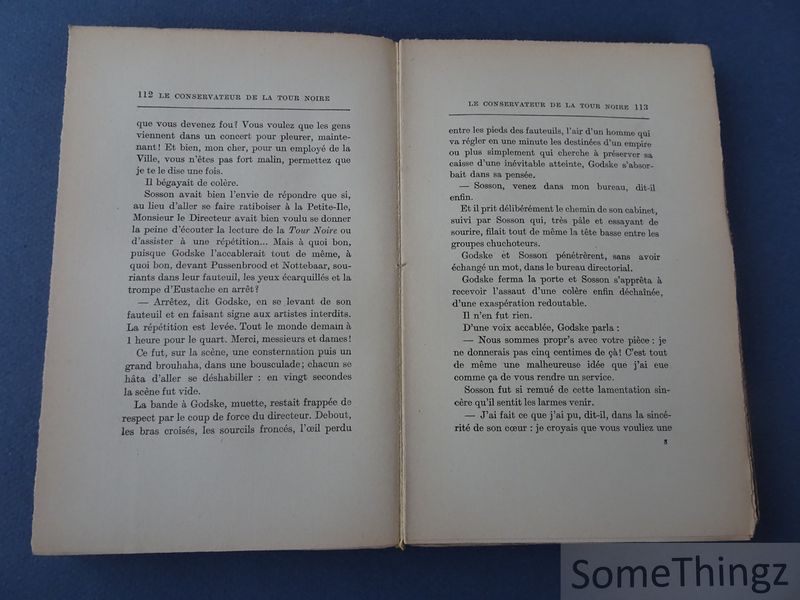 112 LE CONSERVATEUR DE LA TOUR NOIRE
que vous devenez fou? Vous voulez que les gens
viennent dans un concert pour pleurer, mainte-
nant! Et bien, mon cher, pour un employé de la
Ville, vous n'êtes pas fort malin, permettez que
je te le dise une fois.
Il bégayait de colère.
Sosson avait bien l'envie de répondre que si,
au lieu d'aller se faire ratiboiser à la Petite-Ile,
Monsieur le Directeur avait bien voulu se donner
la peine d'écouter la lecture de la Tour Noire ou
d'assister à une répétition... Mais à quoi bon,
puisque Godske l'accablerait tout de même, à
quoi bon, devant Pussenbrood et Nottebaar, sou-
riants dans leur fauteuil, les yeux écarquillés et la
trompe d'Eustache en arrêt?
— Arrêtez, dit Godske, en se levant de son
fauteuil et en faisant signe aux artistes interdits.
La répétition est levée. Tout le monde demain à
1 heure pour le quart. Merci, messieurs et dames!
Ce fut, sur la scène, une consternation puis un
grand brouhaha, dans une bousculade; chacun se
hâta d'aller se déshabiller : en vingt secondes
la scène fut vide.
La bande à Godske, muette, restait frappée de
respect par le coup de force du directeur. Debout,
les bras croisés, les sourcils froncés, l'œil perdu
LE CONSERVATEUR DE LA TOUR NOIRE 113
entre les pieds des fauteuils, l'air d'un homme qui
va régler en une minute les destinées d'un empire
ou plus simplement qui cherche à préserver sa
caisse d'une inévitable atteinte, Godske s'absor-
bait dans sa pensée.
— Sosson, venez dans mon bureau, dit-il
enfin.
Et il prit délibérément le chemin de son cabinet,
suivi par Sosson qui, très pâle et essayant de
sourire, filait tout de même la tête basse entre les
groupes chuchoteurs.
Godske et Sosson pénétrèrent, sans avoir
échangé un mot, dans le bureau directorial.
Godske ferma la porte et Sosson s'apprêta à
recevoir l'assaut d'une colère enfin déchaînée,
d'une exaspération redoutable.
Il n'en fut rien.
D'une voix accablée, Godske parla :
— Nous sommes propr's avec votre pièce : je
ne donnerais pas cinq centimes de çà! C'est tout
de même une malheureuse idée que j'ai eue
comme ça de vous rendre un service.
Sosson fut si remué de cette lamentation sin-
cère qu'il sentit les larmes venir.
— J'ai fait ce que j'ai pu, dit-il, dans la sincé-
rité de son cœur : je croyais que vous vouliez une
8
SomeThingz